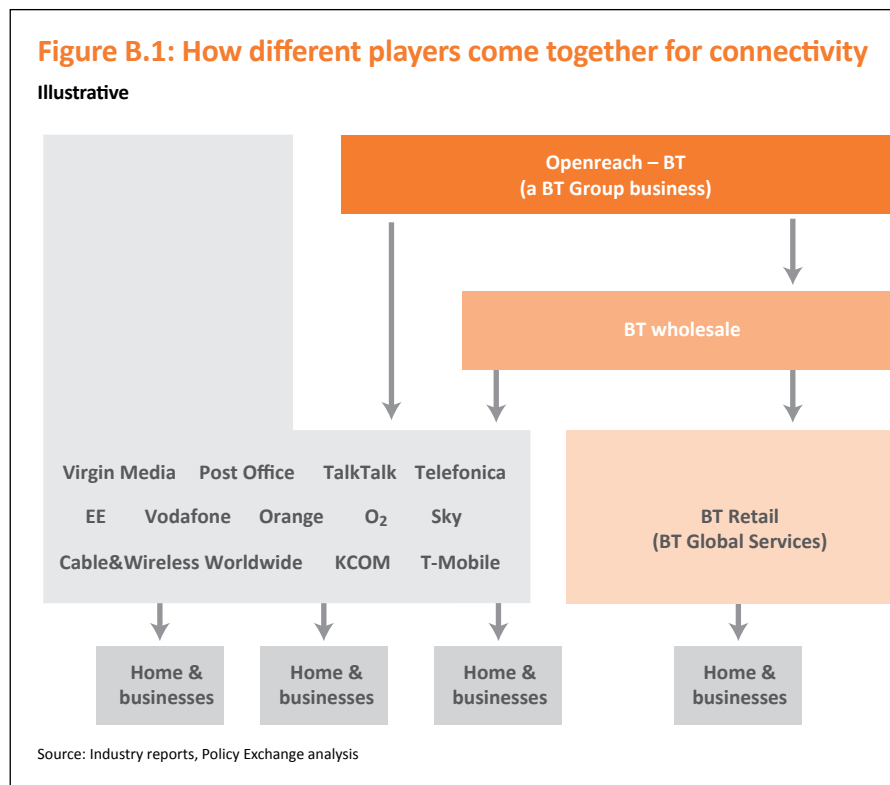 Figure B.1: How different players come together for connectivity
Illustrative
Openreach – BT
(a BT Group business)
BT wholesale
Virgin Media Post Office TalkTalk Telefonica
EE Vodafone Orange O₂ Sky
Cable&Wireless Worldwide KCOM T-Mobile
BT Retail
(BT Global Services)
Home &
businesses
Home &
businesses
Home &
businesses
Home &
businesses
Source: Industry reports, Policy Exchange analysis